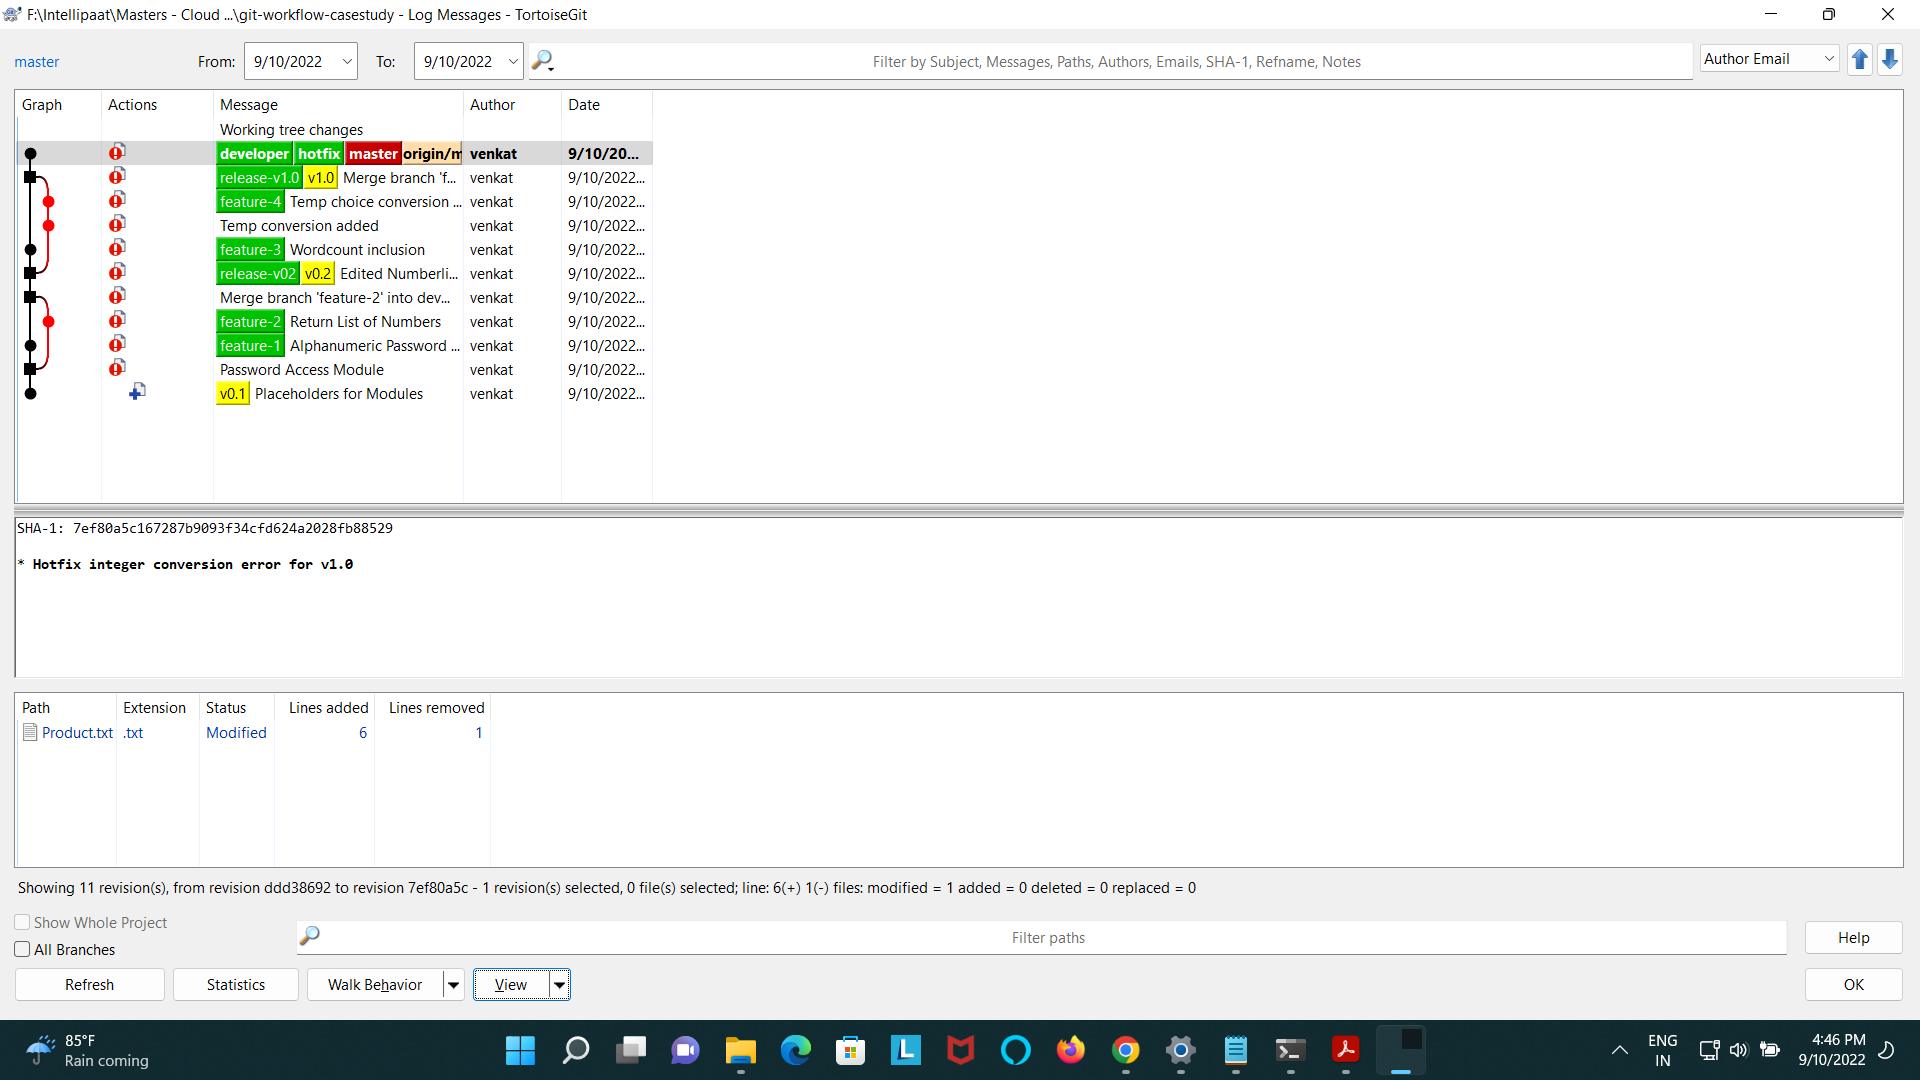 F:\Intellipaat\Masters - Cloud ...\git-workflow-casestudy - Log Messages - TortoiseGit
master From: 9/10/2022 To: 9/10/2022 Filter by Subject, Messages, Paths, Authors, Emails, SHA-1, Refname, Notes Author Email
Graph Actions Message Author Date
Working tree changes
developer hotfix master origin/m venkat 9/10/20...
release-v1.0 v1.0 Merge branch 'f... venkat 9/10/2022...
feature-4 Temp choice conversion ... venkat 9/10/2022...
Temp conversion added venkat 9/10/2022...
feature-3 Wordcount inclusion venkat 9/10/2022...
release-v02 v0.2 Edited Numberli... venkat 9/10/2022...
Merge branch 'feature-2' into dev... venkat 9/10/2022...
feature-2 Return List of Numbers venkat 9/10/2022...
feature-1 Alphanumeric Password ... venkat 9/10/2022...
Password Access Module venkat 9/10/2022...
v0.1 Placeholders for Modules venkat 9/10/2022...
SHA-1: 7ef80a5c167287b9093f34cfd624a2028fb88529
* Hotfix integer conversion error for v1.0
Path Extension Status Lines added Lines removed
Product.txt .txt Modified 6 1
Showing 11 revision(s), from revision ddd38692 to revision 7ef80a5c - 1 revision(s) selected, 0 file(s) selected; line: 6(+) 1(-) files: modified = 1 added = 0 deleted = 0 replaced = 0
Show Whole Project
All Branches
Filter paths
Help
Refresh Statistics Walk Behavior View OK
85°F
Rain coming
L
ENG
IN
4:46 PM
9/10/2022